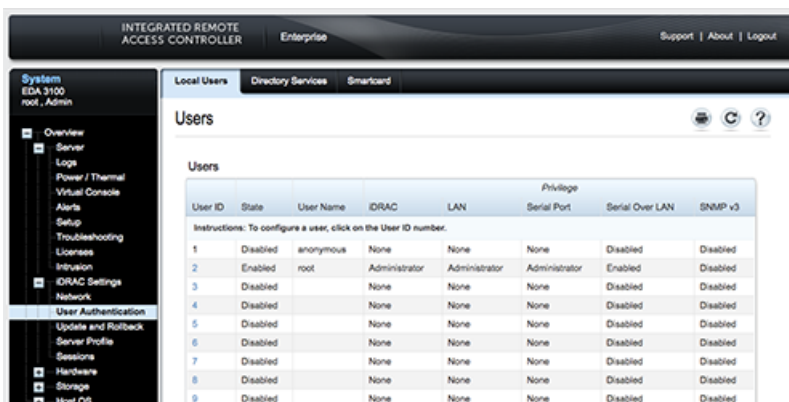 INTEGRATED REMOTE
ACCESS CONTROLLER Enterprise Support | About | Logout
System
EDA 3100
root , Admin
Overview
Server
Logs
Power / Thermal
Virtual Console
Alerts
Setup
Troubleshooting
Licenses
Intrusion
iDRAC Settings
Network
User Authentication
Update and Rollback
Server Profile
Sessions
Hardware
Storage
Host OS
Local Users Directory Services Smartcard
Users
?
Users
Privilege
User ID State User Name iDRAC LAN Serial Port Serial Over LAN SNMP v3
Instructions: To configure a user, click on the User ID number.
1 Disabled anonymous None None None Disabled Disabled
2 Enabled root Administrator Administrator Administrator Enabled Disabled
3 Disabled None None None Disabled Disabled
4 Disabled None None None Disabled Disabled
5 Disabled None None None Disabled Disabled
6 Disabled None None None Disabled Disabled
7 Disabled None None None Disabled Disabled
8 Disabled None None None Disabled Disabled
9 Disabled None None None Disabled Disabled